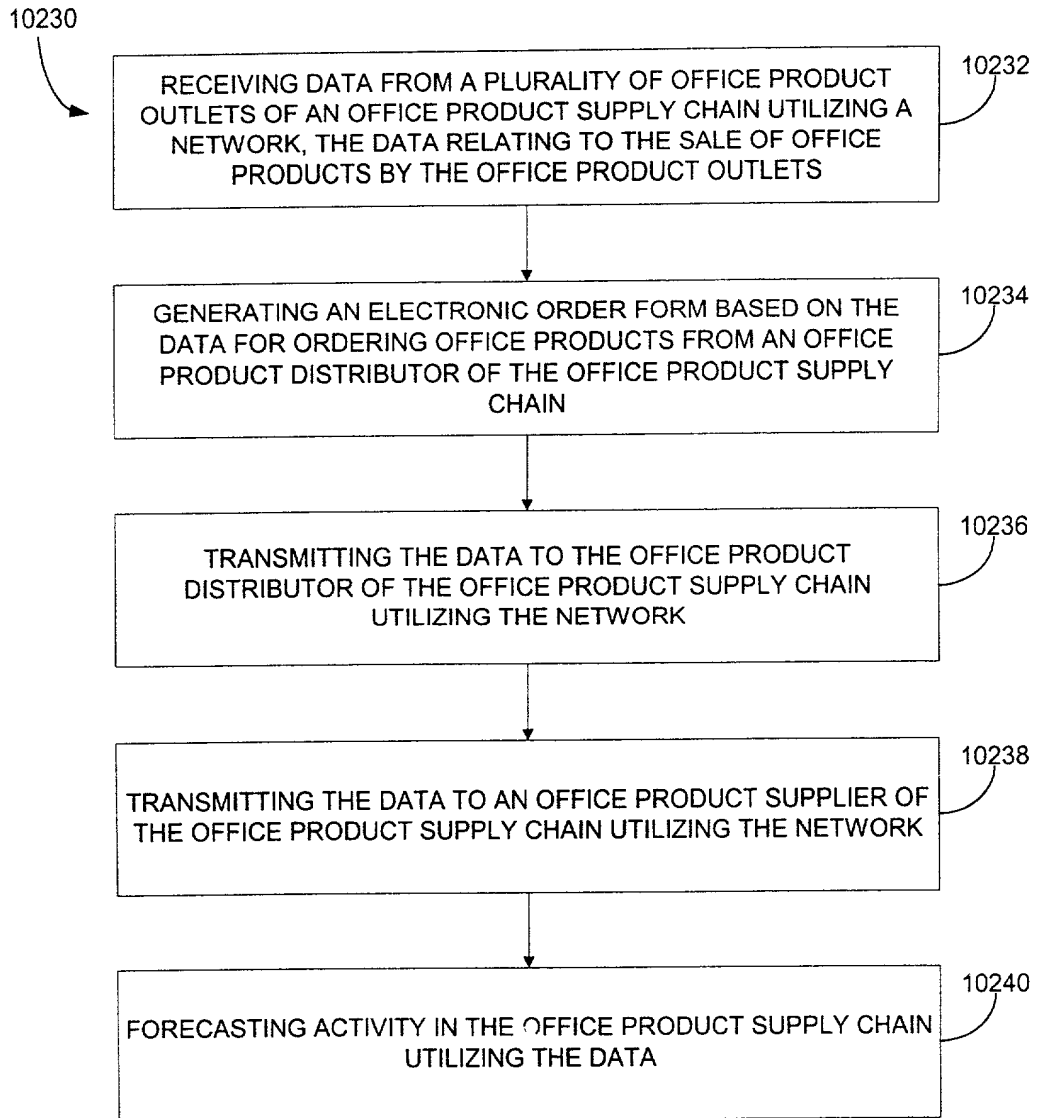 10230
RECEIVING DATA FROM A PLURALITY OF OFFICE PRODUCT
OUTLETS OF AN OFFICE PRODUCT SUPPLY CHAIN UTILIZING A
NETWORK, THE DATA RELATING TO THE SALE OF OFFICE
PRODUCTS BY THE OFFICE PRODUCT OUTLETS
10232
GENERATING AN ELECTRONIC ORDER FORM BASED ON THE
DATA FOR ORDERING OFFICE PRODUCTS FROM AN OFFICE
PRODUCT DISTRIBUTOR OF THE OFFICE PRODUCT SUPPLY
CHAIN
10234
TRANSMITTING THE DATA TO THE OFFICE PRODUCT
DISTRIBUTOR OF THE OFFICE PRODUCT SUPPLY CHAIN
UTILIZING THE NETWORK
10236
TRANSMITTING THE DATA TO AN OFFICE PRODUCT SUPPLIER OF
THE OFFICE PRODUCT SUPPLY CHAIN UTILIZING THE NETWORK
10238
FORECASTING ACTIVITY IN THE OFFICE PRODUCT SUPPLY CHAIN
UTILIZING THE DATA
10240